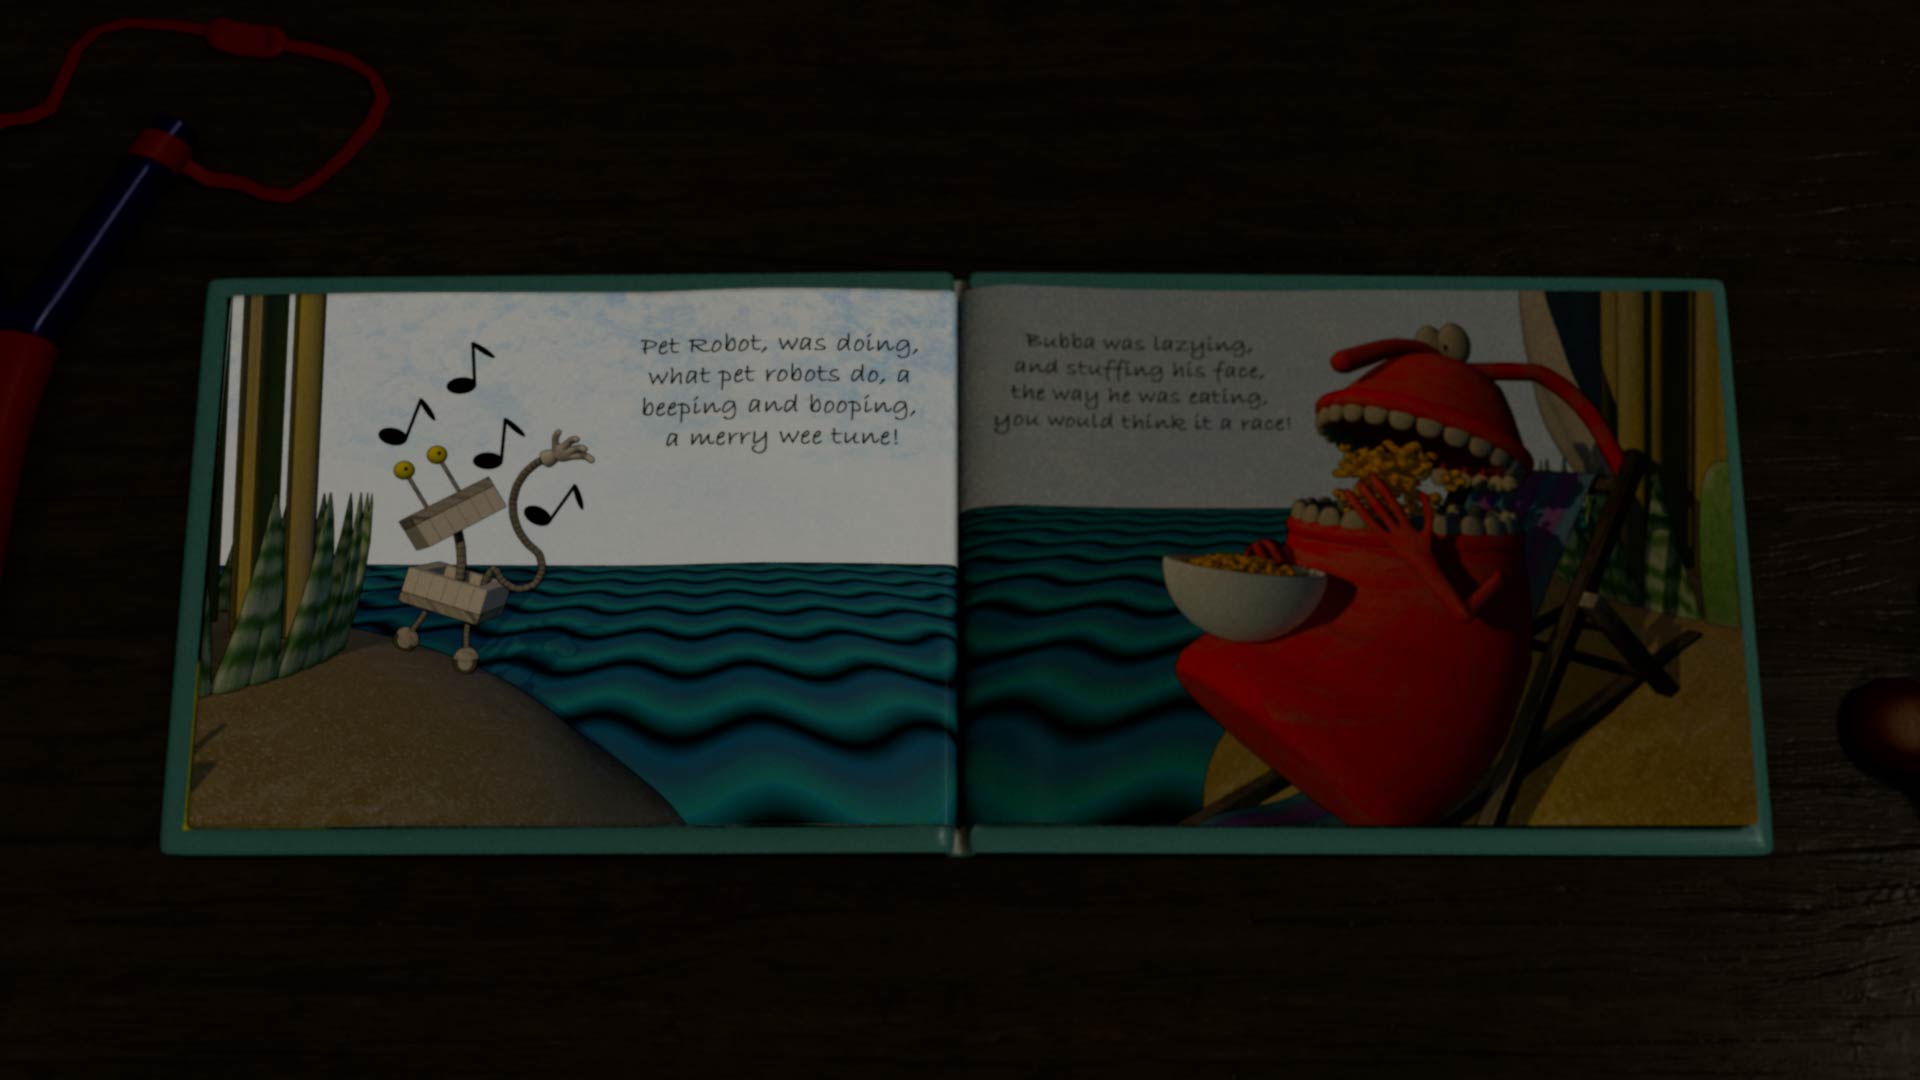 Pet Robot, was doing,
what pet robots do, a
beeping and booping,
a merry wee tune!
Bubba was lazying,
and stuffing his face,
the way he was eating,
you would think it a race!